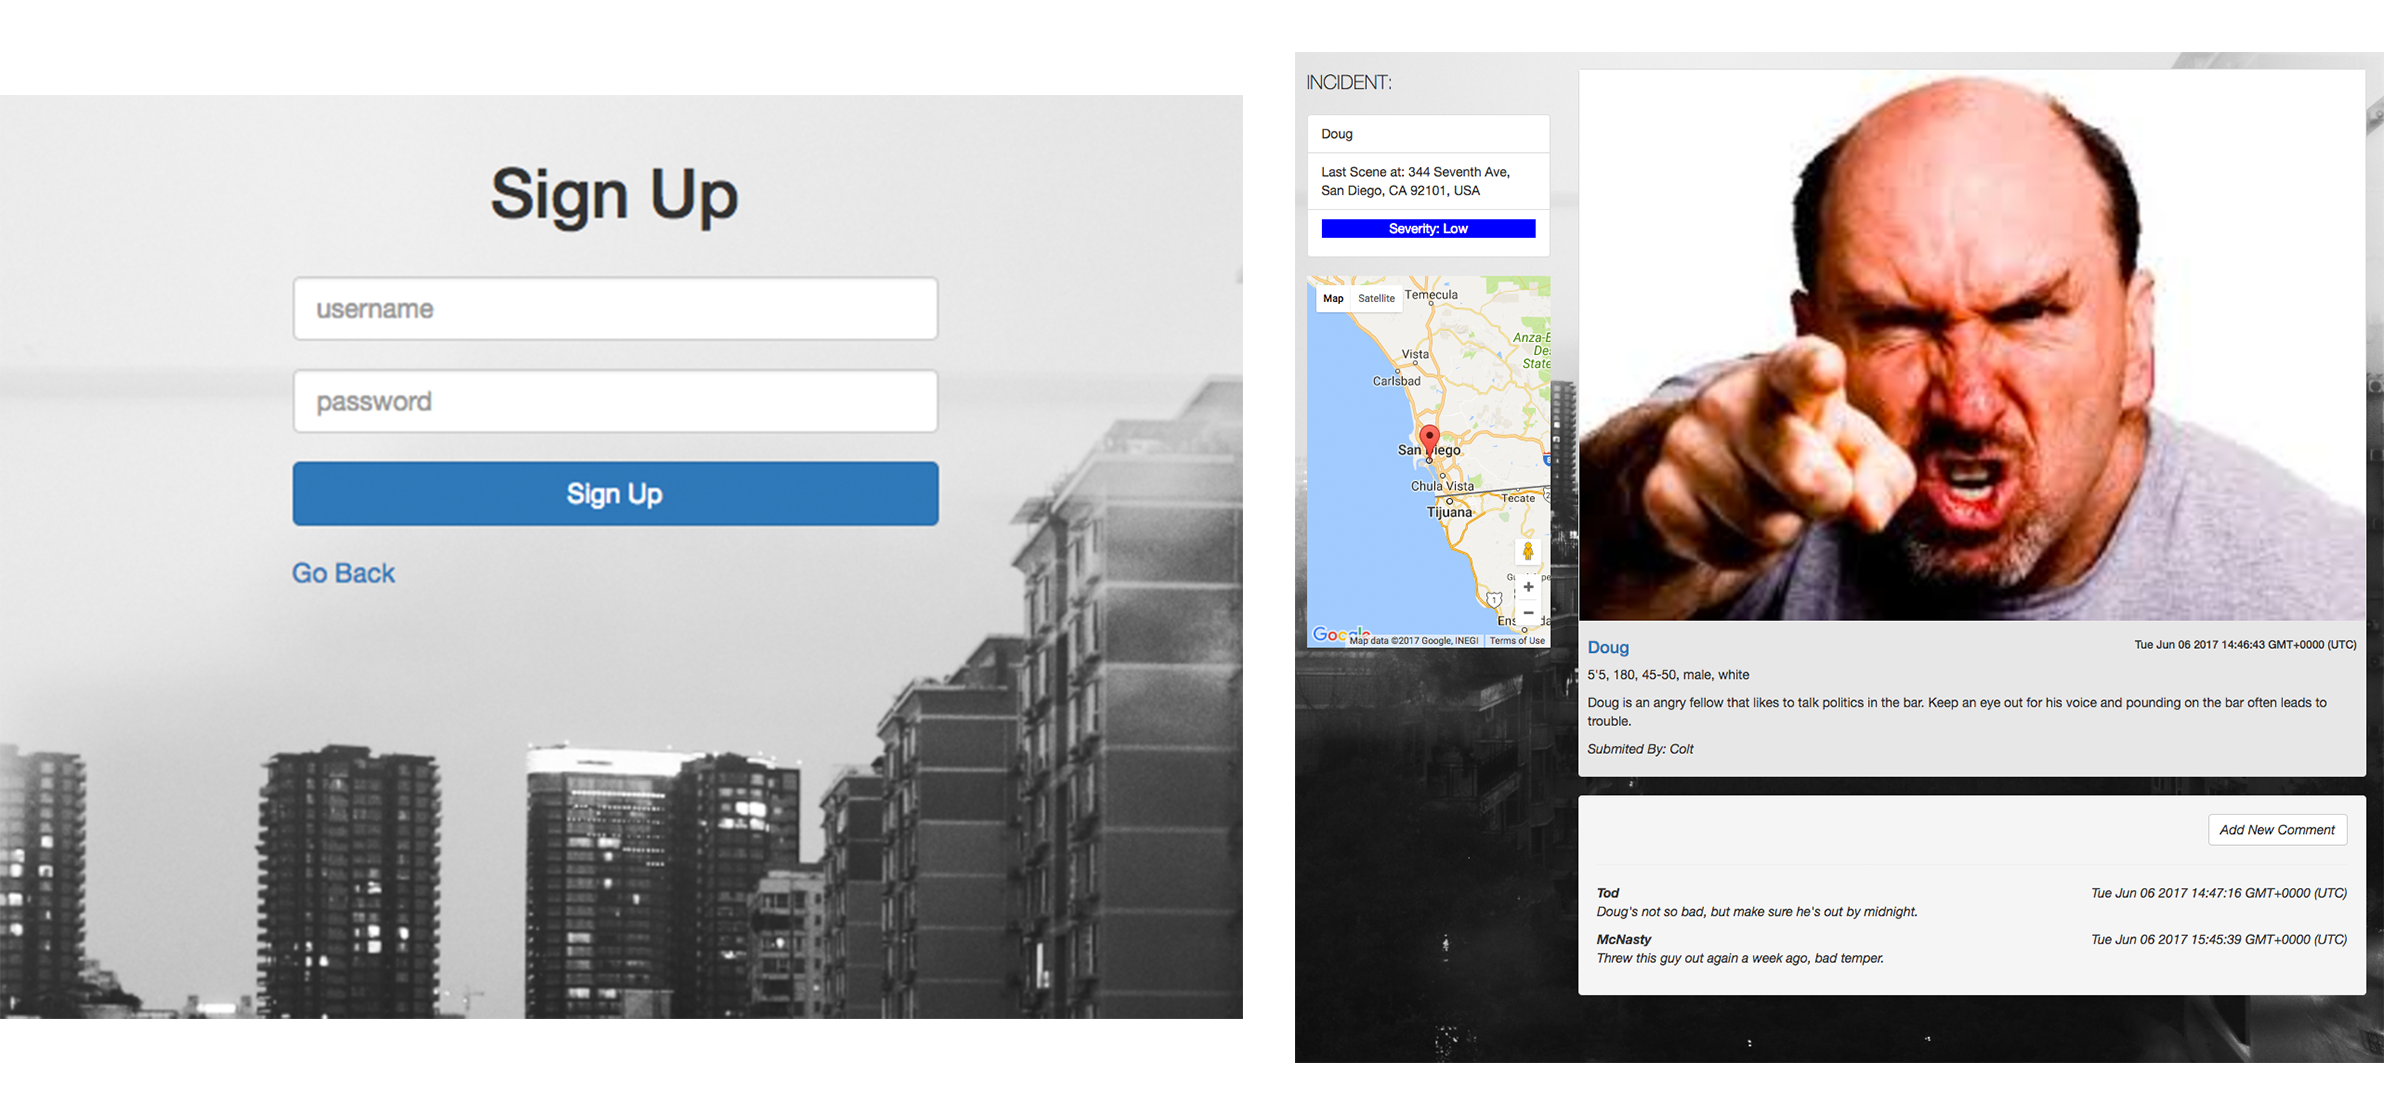 Sign Up
username
password
Sign Up
Go Back
INCIDENT:
Doug
Last Scene at: 344 Seventh Ave,
San Diego, CA 92101, USA
Severity: Low
Map
Satellite
Temecula
Anza-B
De
State
Vista
Carlsbad
San Diego
Chula Vista
Tecate
Tijuana
1
Google
Map data ©2017 Google, INEGI
Terms of Use
Doug
Tue Jun 06 2017 14:46:43 GMT+0000 (UTC)
5'5, 180, 45-50, male, white
Doug is an angry fellow that likes to talk politics in the bar. Keep an eye out for his voice and pounding on the bar often leads to
trouble.
Submited By: Colt
Add New Comment
Tod
Tue Jun 06 2017 14:47:16 GMT+0000 (UTC)
Doug's not so bad, but make sure he's out by midnight.
McNasty
Tue Jun 06 2017 15:45:39 GMT+0000 (UTC)
Threw this guy out again a week ago, bad temper.